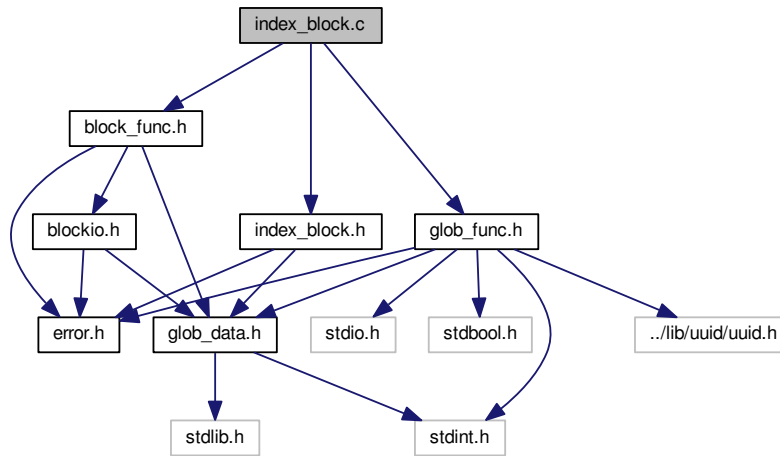 index_block.c
block_func.h
blockio.h
index_block.h
glob_func.h
error.h
glob_data.h
stdio.h
stdbool.h
../lib/uuid/uuid.h
stdlib.h
stdint.h